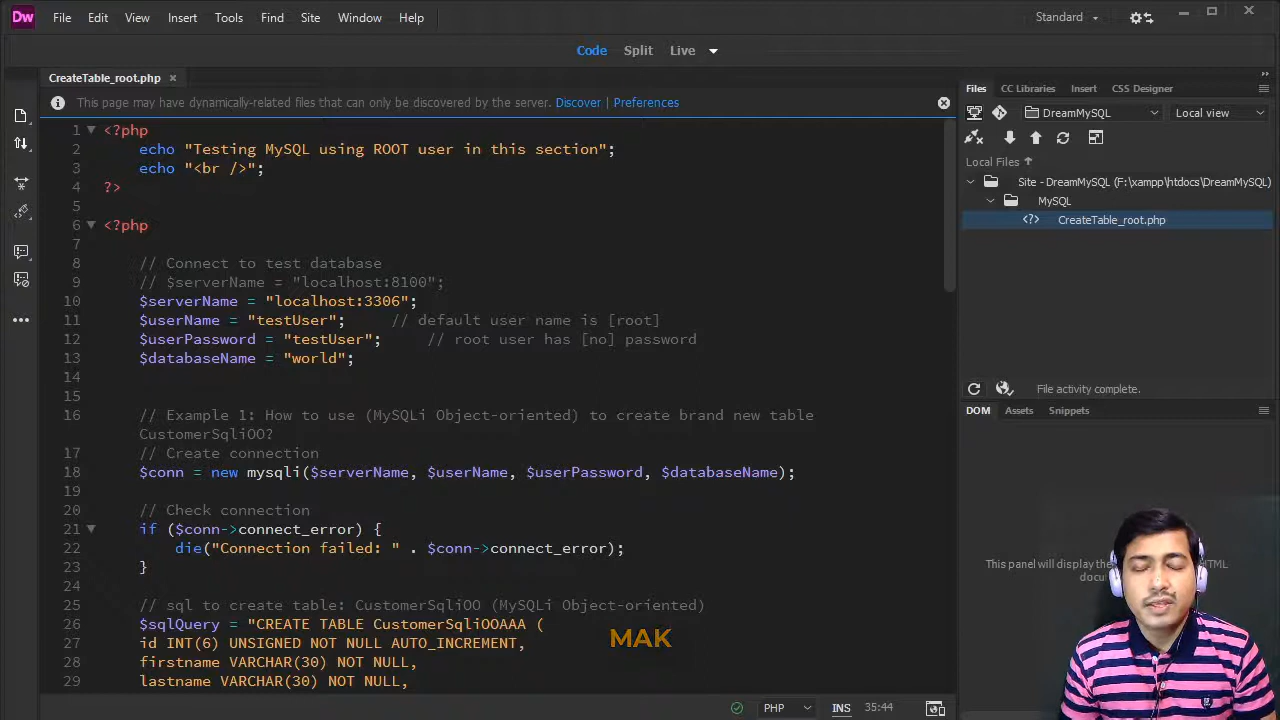 Dw File Edit View Insert Tools Find Site Window Help Standard
Code Split Live
CreateTable_root.php
This page may have dynamically-related files that can only be discovered by the server. Discover | Preferences
1 <?php
2 echo "Testing MySQL using ROOT user in this section";
3 echo "<br />";
4 ?>
5
6 <?php
7
8 // Connect to test database
9 // $serverName = "localhost:8100";
10 $serverName = "localhost:3306";
11 $userName = "testUser"; // default user name is [root]
12 $userPassword = "testUser"; // root user has [no] password
13 $databaseName = "world";
14
15
16 // Example 1: How to use (MySQLi Object-oriented) to create brand new table
CustomerSqliOO?
17 // Create connection
18 $conn = new mysqli($serverName, $userName, $userPassword, $databaseName);
19
20 // Check connection
21 if ($conn->connect_error) {
22 die("Connection failed: " . $conn->connect_error);
23 }
24
25 // sql to create table: CustomerSqliOO (MySQLi Object-oriented)
26 $sqlQuery = "CREATE TABLE CustomerSqliOOAAA (
27 id INT(6) UNSIGNED NOT NULL AUTO_INCREMENT,
28 firstname VARCHAR(30) NOT NULL,
29 lastname VARCHAR(30) NOT NULL,
MAK
PHP INS 35:44
Files CC Libraries Insert CSS Designer
DreamMySQL Local view
Local Files
Site - DreamMySQL (F:\xampp\htdocs\DreamMySQL)
MySQL
CreateTable_root.php
File activity complete.
DOM Assets Snippets
This panel will display the
HTML